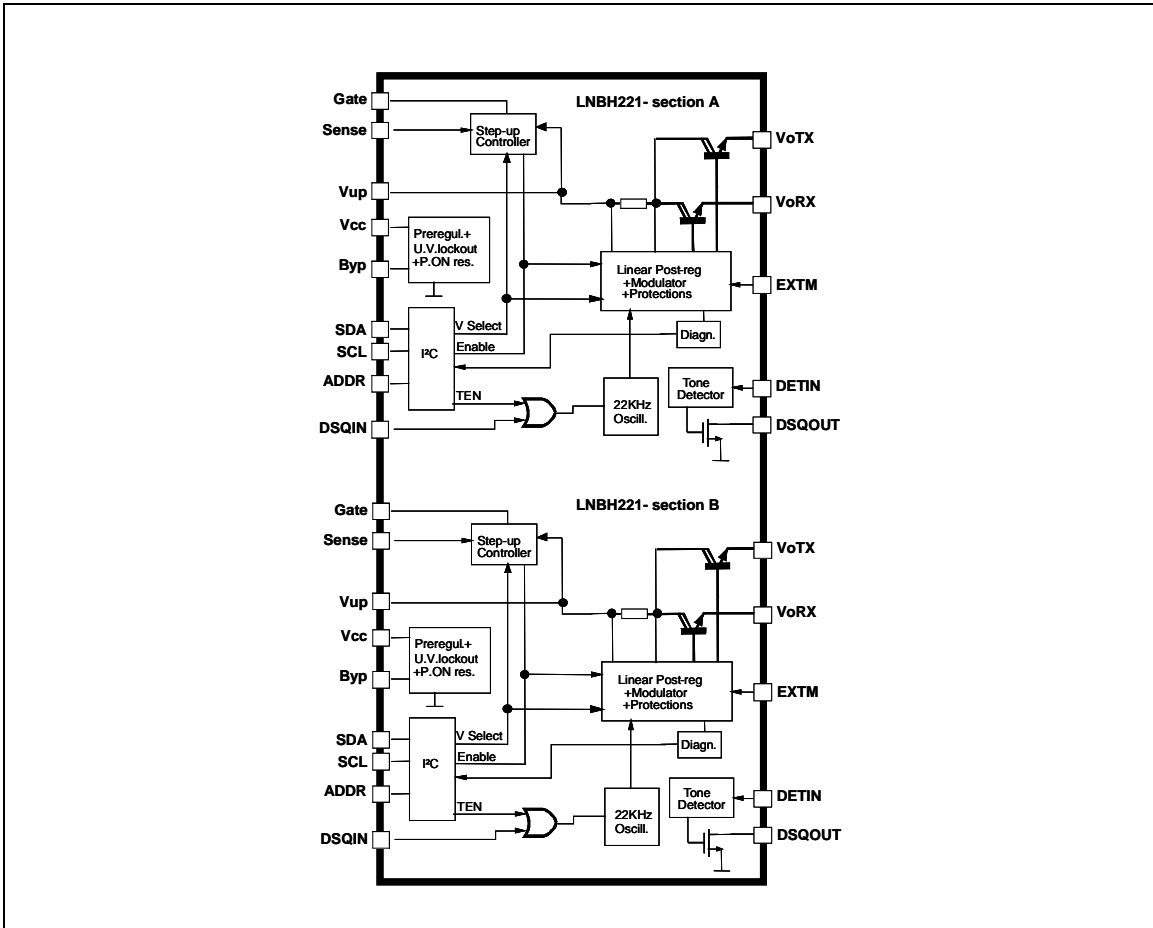 LNBH221- section A
Gate
Sense
Step-up
Controller
VoTX
Vup
VoRX
Vcc
Preregul.+
U.V.lockout
+P.ON res.
Byp
Linear Post-reg
+Modulator
+Protections
EXTM
SDA
SCL
ADDR
I²C
V Select
Enable
TEN
Diagn.
DSQIN
22KHz
Oscill.
Tone
Detector
DETIN
DSQOUT
LNBH221- section B
Gate
Sense
Step-up
Controller
VoTX
Vup
VoRX
Vcc
Preregul.+
U.V.lockout
+P.ON res.
Byp
Linear Post-reg
+Modulator
+Protections
EXTM
SDA
SCL
ADDR
I²C
V Select
Enable
TEN
Diagn.
DSQIN
22KHz
Oscill.
Tone
Detector
DETIN
DSQOUT